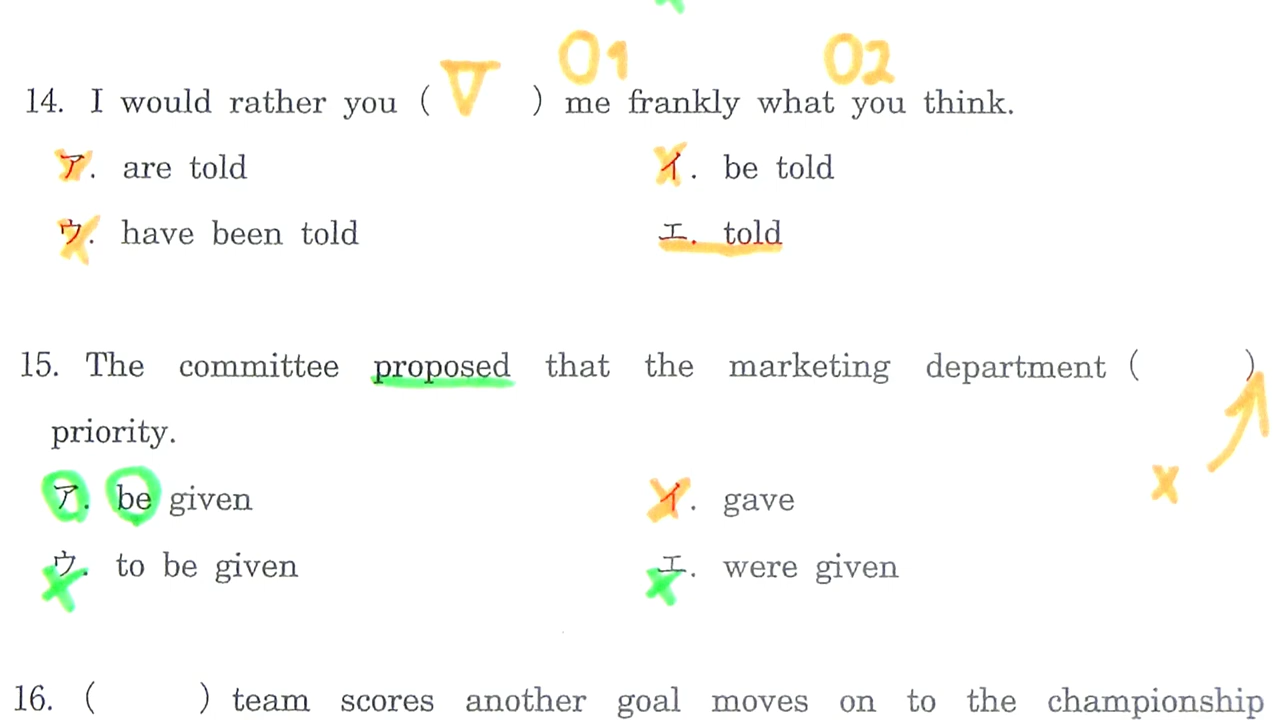 O1 O2
14. I would rather you ( V ) me frankly what you think.
ア. are told イ. be told
ウ. have been told エ. told
15. The committee proposed that the marketing department ( )
priority.
x
ア. be given イ. gave
ウ. to be given エ. were given
16. ( ) team scores another goal moves on to the championship